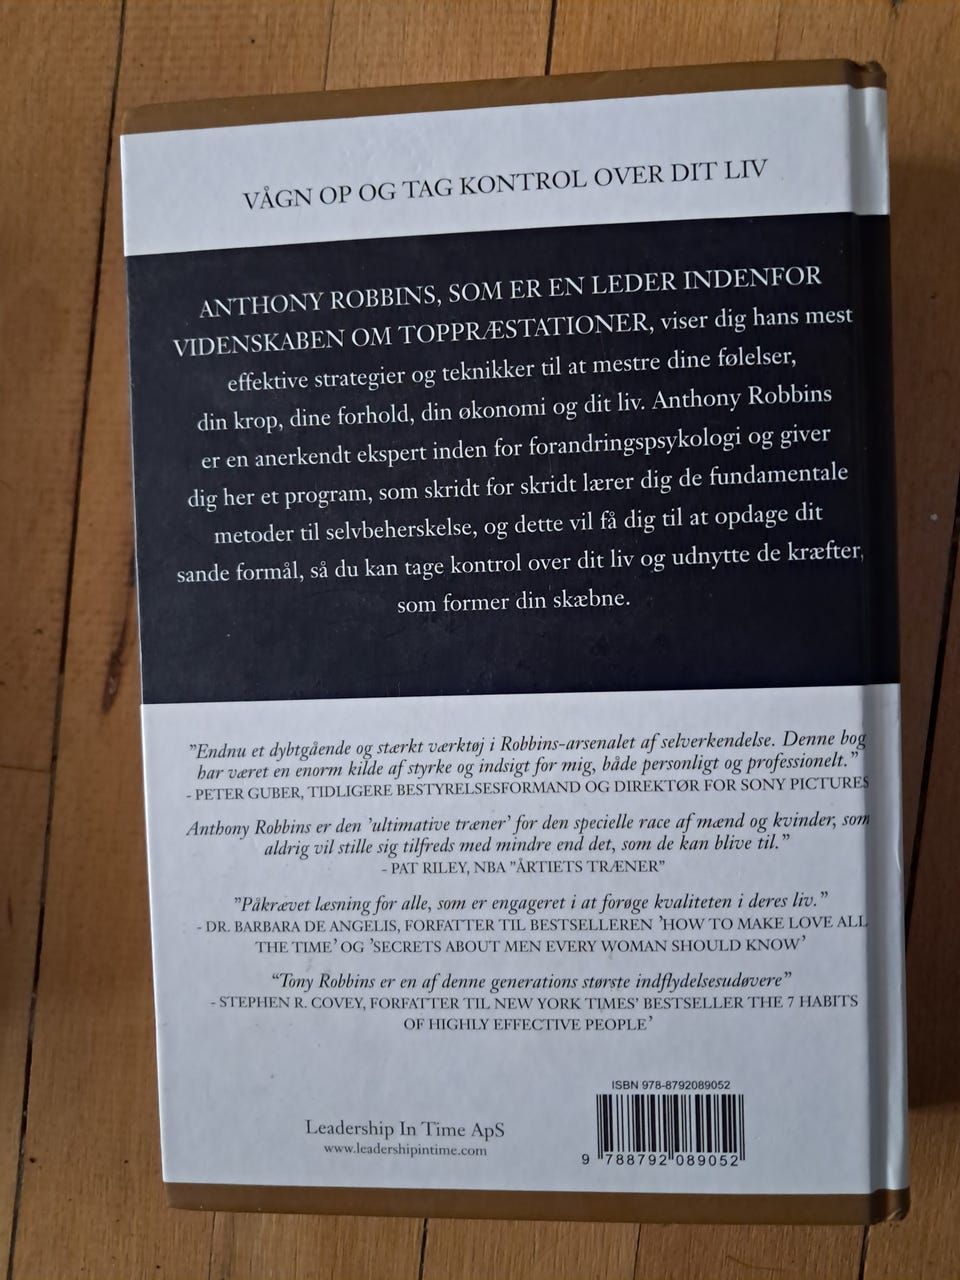 VÅGN OP OG TAG KONTROL OVER DIT LIV
ANTHONY ROBBINS, SOM ER EN LEDER INDENFOR
VIDENSKABEN OM TOPPRÆSTATIONER, viser dig hans mest
effektive strategier og teknikker til at mestre dine følelser,
din krop, dine forhold, din økonomi og dit liv. Anthony Robbins
er en anerkendt ekspert inden for forandringspsykologi og giver
dig her et program, som skridt for skridt lærer dig de fundamentale
metoder til selvbeherskelse, og dette vil få dig til at opdage dit
sande formål, så du kan tage kontrol over dit liv og udnytte de kræfter,
som former din skæbne.
"Endnu et dybtgående og stærkt værktøj i Robbins-arsenalet af selverkendelse. Denne bog
har været en enorm kilde af styrke og indsigt for mig, både personligt og professionelt."
- PETER GUBER, TIDLIGERE BESTYRELSESFORMAND OG DIREKTØR FOR SONY PICTURES
Anthony Robbins er den 'ultimative træner' for den specielle race af mænd og kvinder, som
aldrig vil stille sig tilfreds med mindre end det, som de kan blive til."
- PAT RILEY, NBA "ÅRTIETS TRÆNER"
"Påkrævet læsning for alle, som er engageret i at forøge kvaliteten i deres liv."
- DR. BARBARA DE ANGELIS, FORFATTER TIL BESTSELLEREN 'HOW TO MAKE LOVE ALL
THE TIME' OG 'SECRETS ABOUT MEN EVERY WOMAN SHOULD KNOW'
"Tony Robbins er en af denne generations største indflydelsesudøvere"
- STEPHEN R. COVEY, FORFATTER TIL NEW YORK TIMES' BESTSELLER THE 7 HABITS
OF HIGHLY EFFECTIVE PEOPLE'
ISBN 978-8792089052
Leadership In Time ApS
www.leadershipintime.com
9 788792 089052